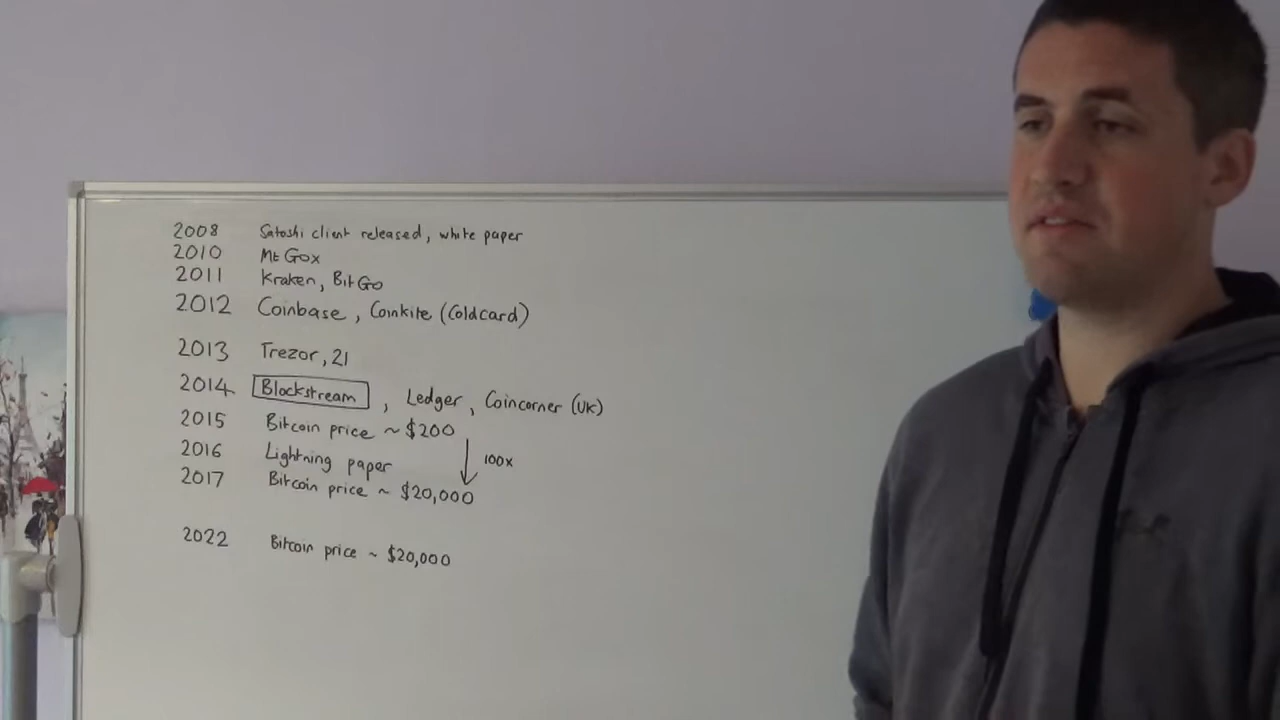 2008 Satoshi client released, white paper
2010 Mt Gox
2011 Kraken, BitGo
2012 Coinbase, Coinkite (Coldcard)
2013 Trezor, 21
2014 Blockstream, Ledger, Coincorner (UK)
2015 Bitcoin price ~ $200
100x
2016 Lightning paper
2017 Bitcoin price ~ $20,000
2022 Bitcoin price ~ $20,000